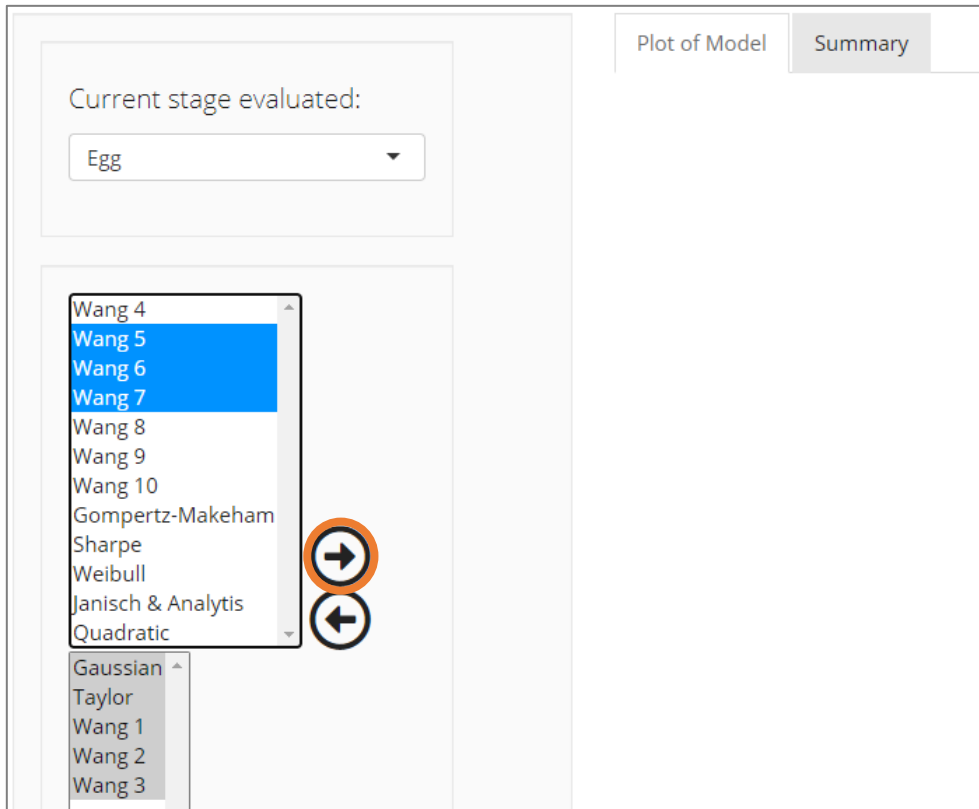 Plot of Model
Summary
Current stage evaluated:
Egg
Wang 4
Wang 5
Wang 6
Wang 7
Wang 8
Wang 9
Wang 10
Gompertz-Makeham
Sharpe
Weibull
Janisch & Analytis
Quadratic
Gaussian
Taylor
Wang 1
Wang 2
Wang 3